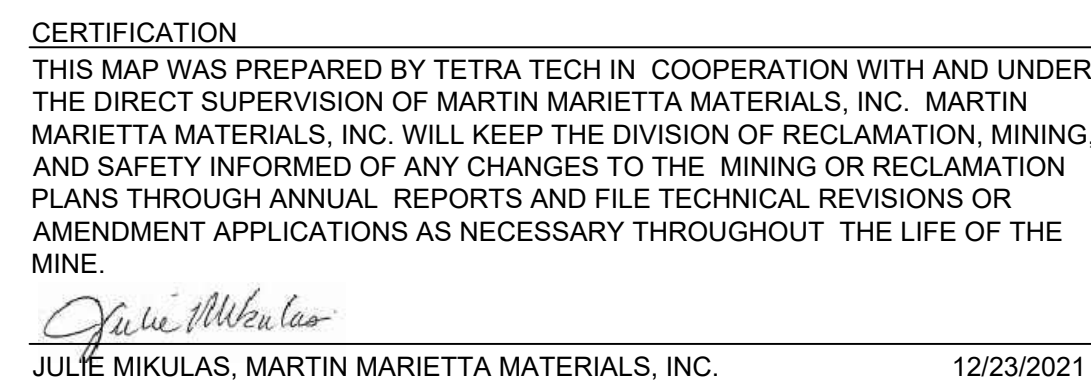 CERTIFICATION
THIS MAP WAS PREPARED BY TETRA TECH IN COOPERATION WITH AND UNDER
THE DIRECT SUPERVISION OF MARTIN MARIETTA MATERIALS, INC. MARTIN
MARIETTA MATERIALS, INC. WILL KEEP THE DIVISION OF RECLAMATION, MINING,
AND SAFETY INFORMED OF ANY CHANGES TO THE MINING OR RECLAMATION
PLANS THROUGH ANNUAL REPORTS AND FILE TECHNICAL REVISIONS OR
AMENDMENT APPLICATIONS AS NECESSARY THROUGHOUT THE LIFE OF THE
MINE.
Julie Mikulas
JULIE MIKULAS, MARTIN MARIETTA MATERIALS, INC. 12/23/2021